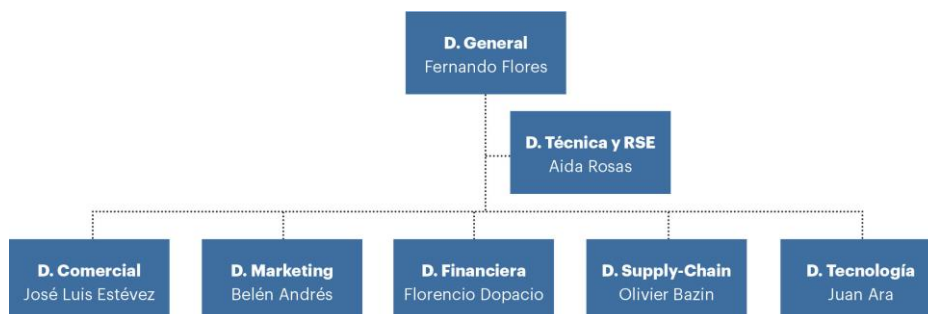 D. General
Fernando Flores
D. Técnica y RSE
Aida Rosas
D. Comercial
José Luis Estévez
D. Marketing
Belén Andrés
D. Financiera
Florencio Dopacio
D. Supply-Chain
Olivier Bazin
D. Tecnología
Juan Ara